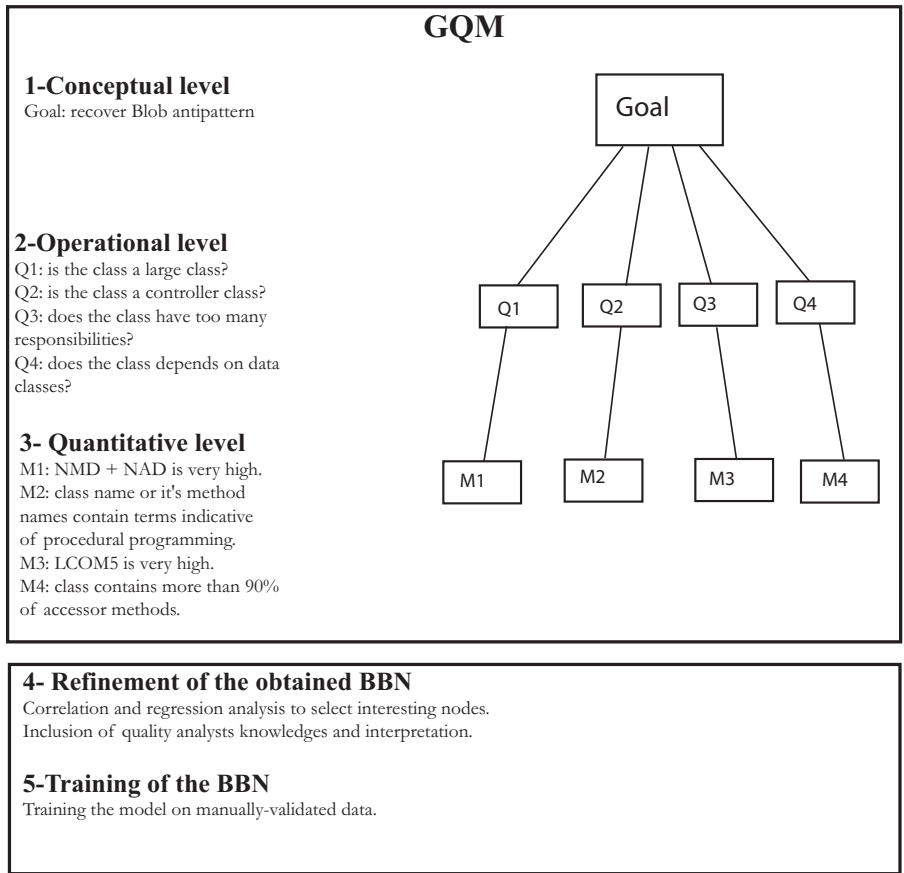 GQM
1-Conceptual level
Goal: recover Blob antipattern
Goal
2-Operational level
Q1: is the class a large class?
Q2: is the class a controller class?
Q3: does the class have too many
responsibilities?
Q4: does the class depends on data
classes?
Q1
Q2
Q3
Q4
3- Quantitative level
M1: NMD + NAD is very high.
M2: class name or it's method
names contain terms indicative
of procedural programming.
M3: LCOM5 is very high.
M4: class contains more than 90%
of accessor methods.
M1
M2
M3
M4
4- Refinement of the obtained BBN
Correlation and regression analysis to select interesting nodes.
Inclusion of quality analysts knowledges and interpretation.
5-Training of the BBN
Training the model on manually-validated data.